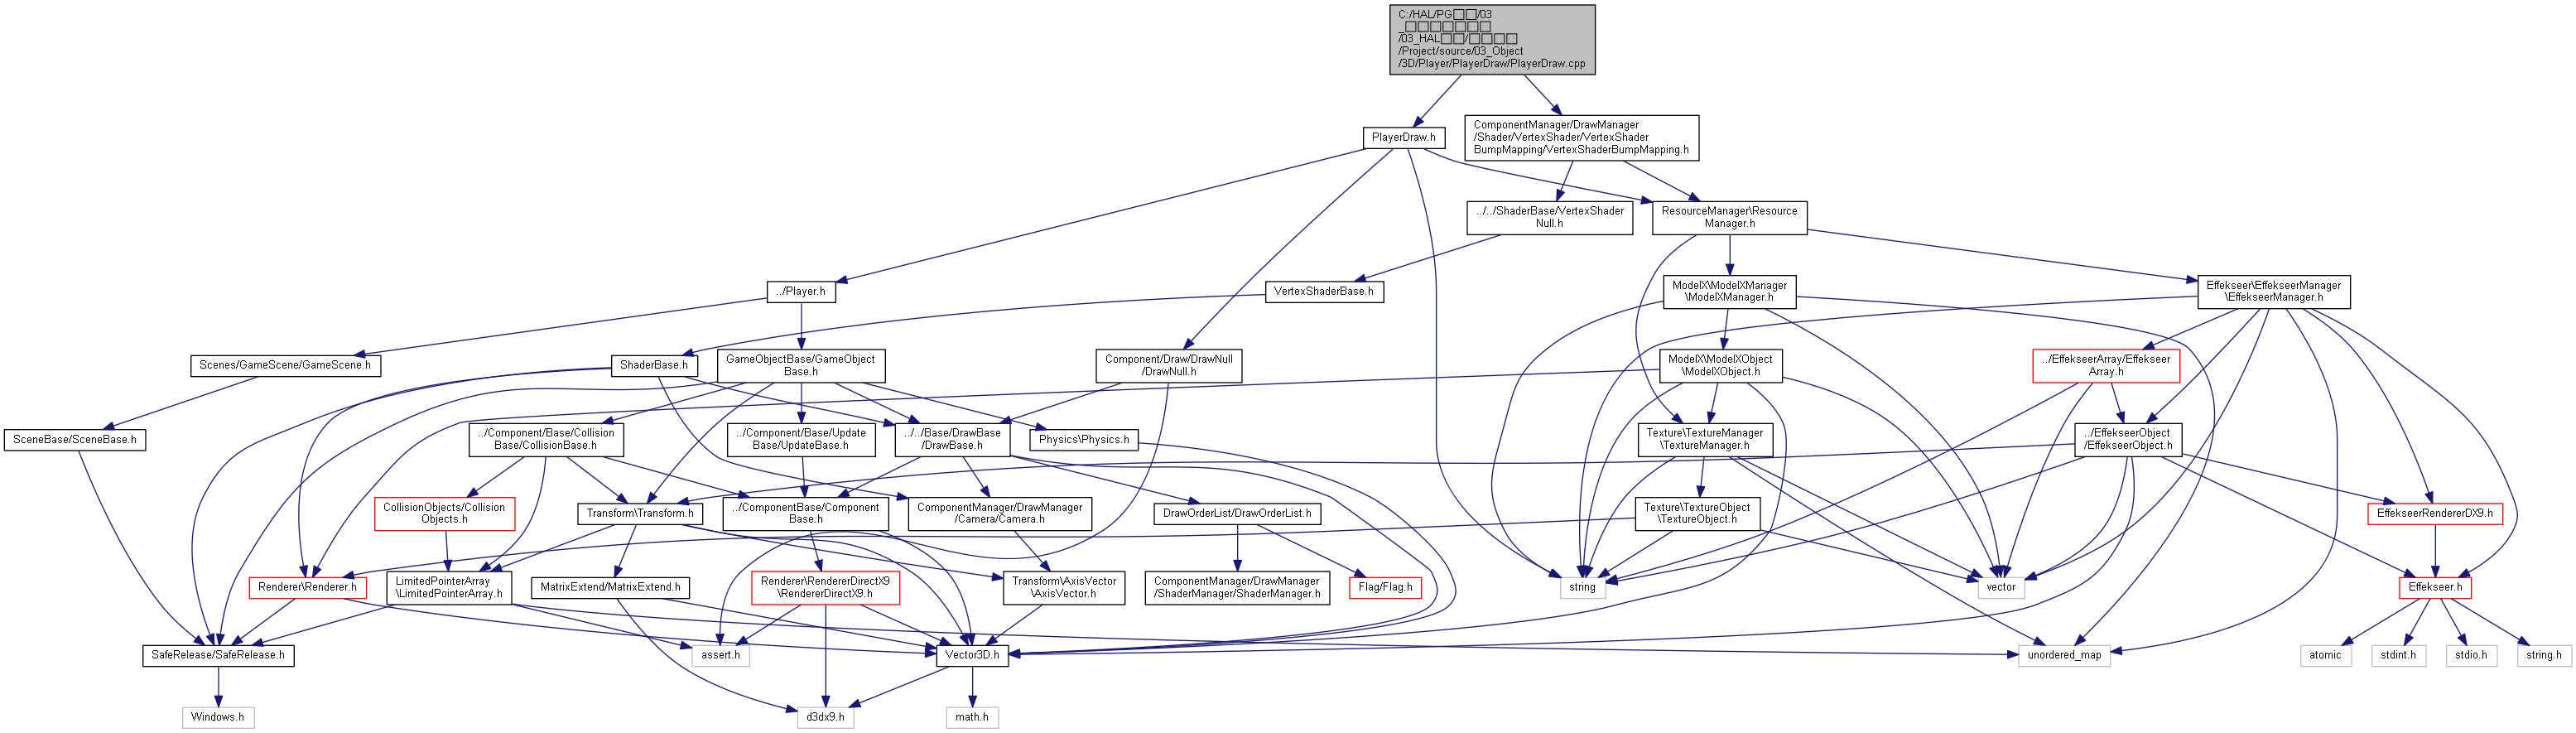 C:/HAL/PG□□/03
_□□□□□□□
/03_HAL□□/□□□□
/Project/source/03_Object
/3D/Player/PlayerDraw/PlayerDraw.cpp
PlayerDraw.h
ComponentManager/DrawManager
/Shader/VertexShader/VertexShader
BumpMapping/VertexShaderBumpMapping.h
../../ShaderBase/VertexShader
Null.h
ResourceManager\Resource
Manager.h
../Player.h
VertexShaderBase.h
ModelX\ModelXManager
\ModelXManager.h
Effekseer\EffekseerManager
\EffekseerManager.h
Scenes/GameScene/GameScene.h
ShaderBase.h
GameObjectBase/GameObject
Base.h
Component/Draw/DrawNull
/DrawNull.h
ModelX\ModelXObject
\ModelXObject.h
../EffekseerArray/Effekseer
Array.h
SceneBase/SceneBase.h
../Component/Base/Collision
Base/CollisionBase.h
../Component/Base/Update
Base/UpdateBase.h
../../Base/DrawBase
/DrawBase.h
Physics\Physics.h
Texture\TextureManager
\TextureManager.h
../EffekseerObject
/EffekseerObject.h
CollisionObjects/Collision
Objects.h
Transform\Transform.h
../ComponentBase/Component
Base.h
ComponentManager/DrawManager
/Camera/Camera.h
DrawOrderList/DrawOrderList.h
Texture\TextureObject
\TextureObject.h
EffekseerRendererDX9.h
Renderer\Renderer.h
LimitedPointerArray
\LimitedPointerArray.h
MatrixExtend/MatrixExtend.h
Renderer\RendererDirectX9
\RendererDirectX9.h
Transform\AxisVector
\AxisVector.h
ComponentManager/DrawManager
/ShaderManager/ShaderManager.h
Flag/Flag.h
string
vector
Effekseer.h
SafeRelease/SafeRelease.h
assert.h
Vector3D.h
unordered_map
atomic
stdint.h
stdio.h
string.h
Windows.h
d3dx9.h
math.h